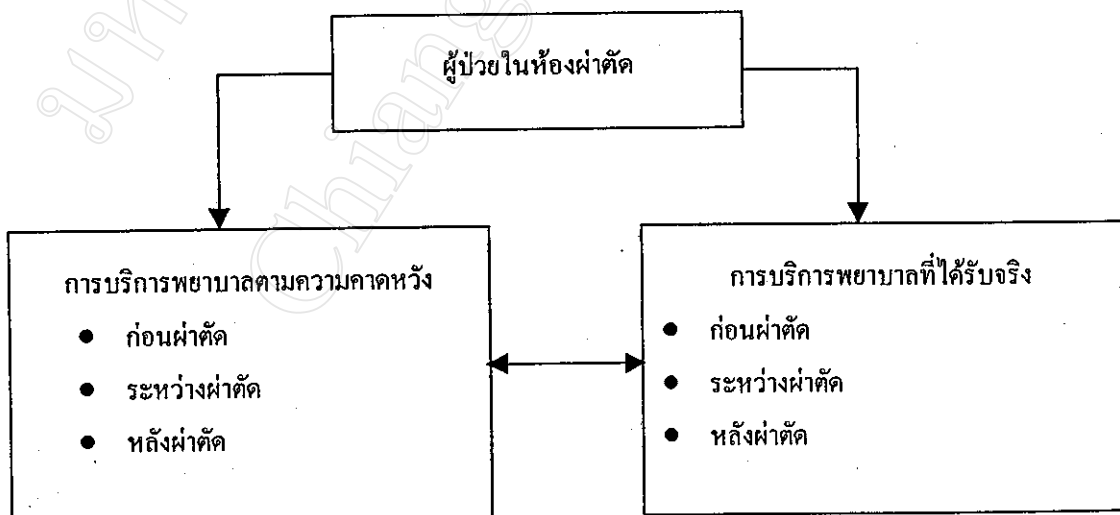 ผู้ป่วยในห้องผ่าตัด
การบริการพยาบาลตามความคาดหวัง
● ก่อนผ่าตัด
● ระหว่างผ่าตัด
● หลังผ่าตัด
การบริการพยาบาลที่ได้รับจริง
● ก่อนผ่าตัด
● ระหว่างผ่าตัด
● หลังผ่าตัด
Chiang